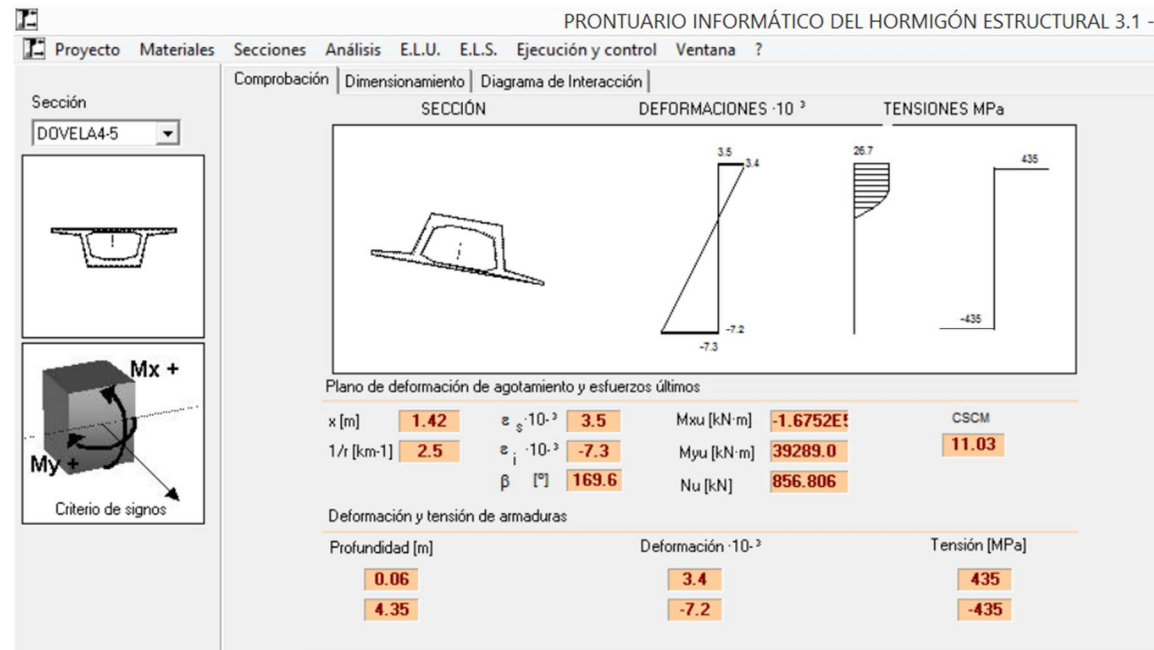 PRONTUARIO INFORMÁTICO DEL HORMIGÓN ESTRUCTURAL 3.1 -
Proyecto Materiales Secciones Análisis E.L.U. E.L.S. Ejecución y control Ventana ?
Comprobación Dimensionamiento Diagrama de Interacción
Sección
DOVELA4-5
SECCIÓN DEFORMACIONES ·10 ³ TENSIONES MPa
3.5 3.4 26.7 435
-7.2 -435
-7.3
Mx +
My +
Criterio de signos
Plano de deformación de agotamiento y esfuerzos últimos
x [m] 1.42 ε s ·10-³ 3.5 Mxu [kN·m] -1.6752E5 CSCM
1/r [km-1] 2.5 ε i ·10-³ -7.3 Myu [kN·m] 39289.0 11.03
β [º] 169.6 Nu [kN] 856.806
Deformación y tensión de armaduras
Profundidad [m] Deformación ·10-³ Tensión [MPa]
0.06 3.4 435
4.35 -7.2 -435